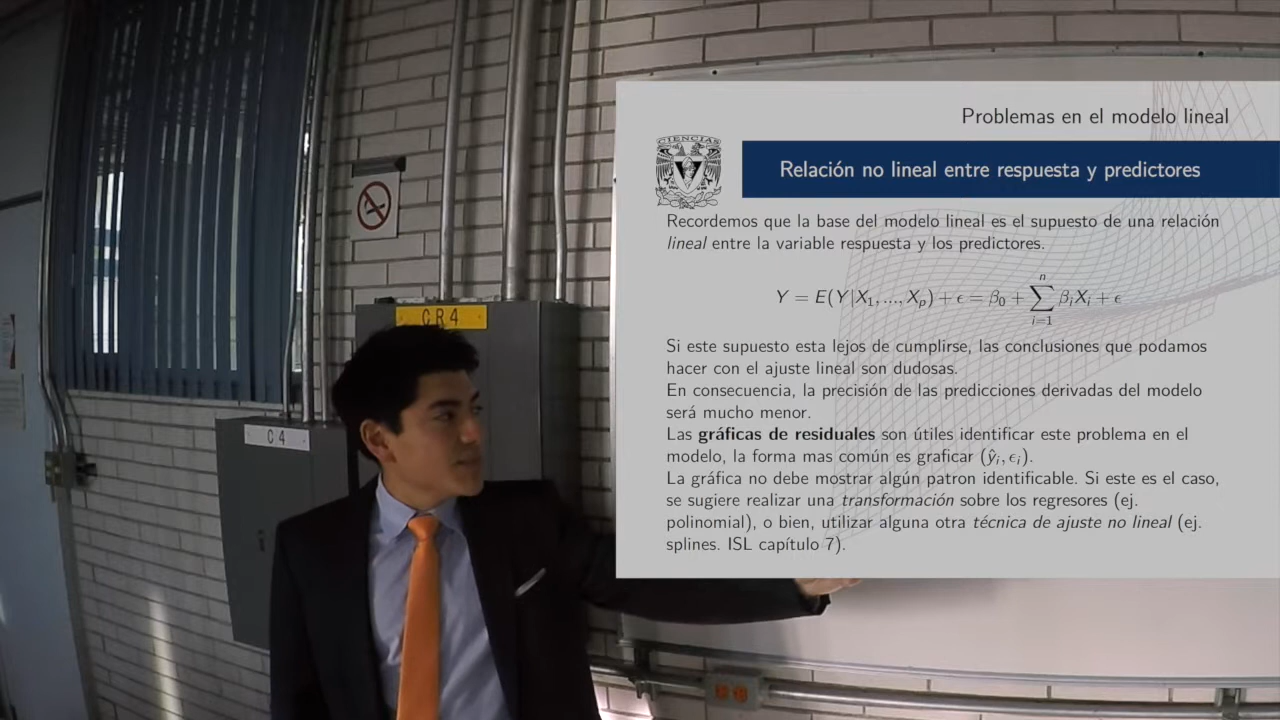 Problemas en el modelo lineal
CIENCIAS
Relación no lineal entre respuesta y predictores
Recordemos que la base del modelo lineal es el supuesto de una relación
lineal entre la variable respuesta y los predictores.
Y = E(Y|X_1, ..., X_p) + ϵ = β_0 + ∑_{i=1}^{n} β_i X_i + ϵ
Si este supuesto esta lejos de cumplirse, las conclusiones que podamos
hacer con el ajuste lineal son dudosas.
En consecuencia, la precisión de las predicciones derivadas del modelo
será mucho menor.
Las gráficas de residuales son útiles identificar este problema en el
modelo, la forma mas común es graficar (ŷ_i, ϵ_i).
La gráfica no debe mostrar algún patron identificable. Si este es el caso,
se sugiere realizar una transformación sobre los regresores (ej.
polinomial), o bien, utilizar alguna otra técnica de ajuste no lineal (ej.
splines. ISL capítulo 7).
CR4
C4